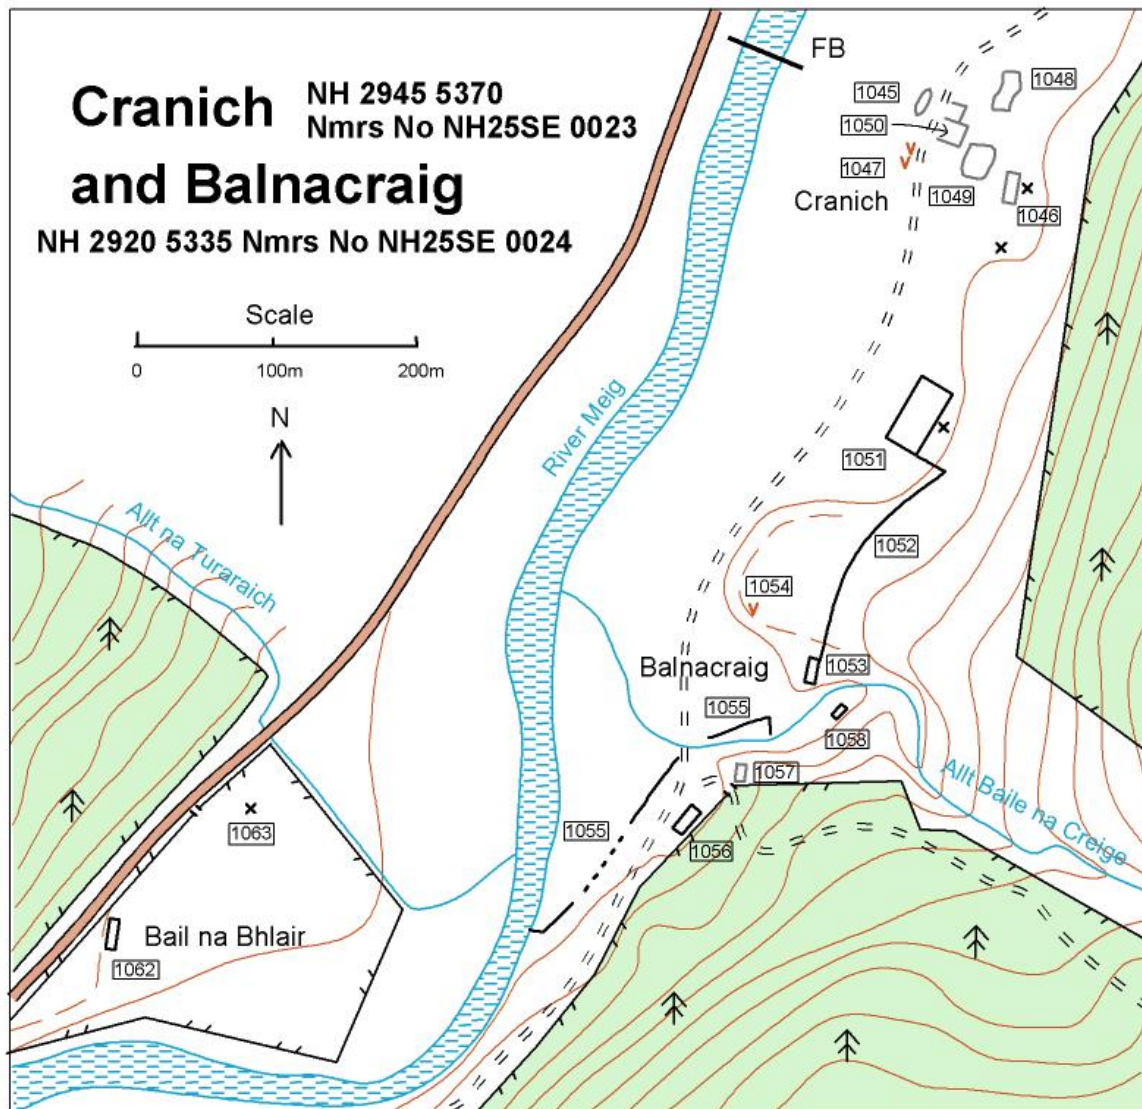 Cranich NH 2945 5370
Nmrs No NH25SE 0023
and Balnacraig
NH 2920 5335 Nmrs No NH25SE 0024
FB
1048
1045
1050
1047
1049
1046
Cranich
Scale
0 100m 200m
N
River Meig
1051
Allt na Turaraich
1052
1054
1053
Balnacraig
1055
1058
1057
Allt Baile na Creige
1055
1056
1063
Bail na Bhlair
1062